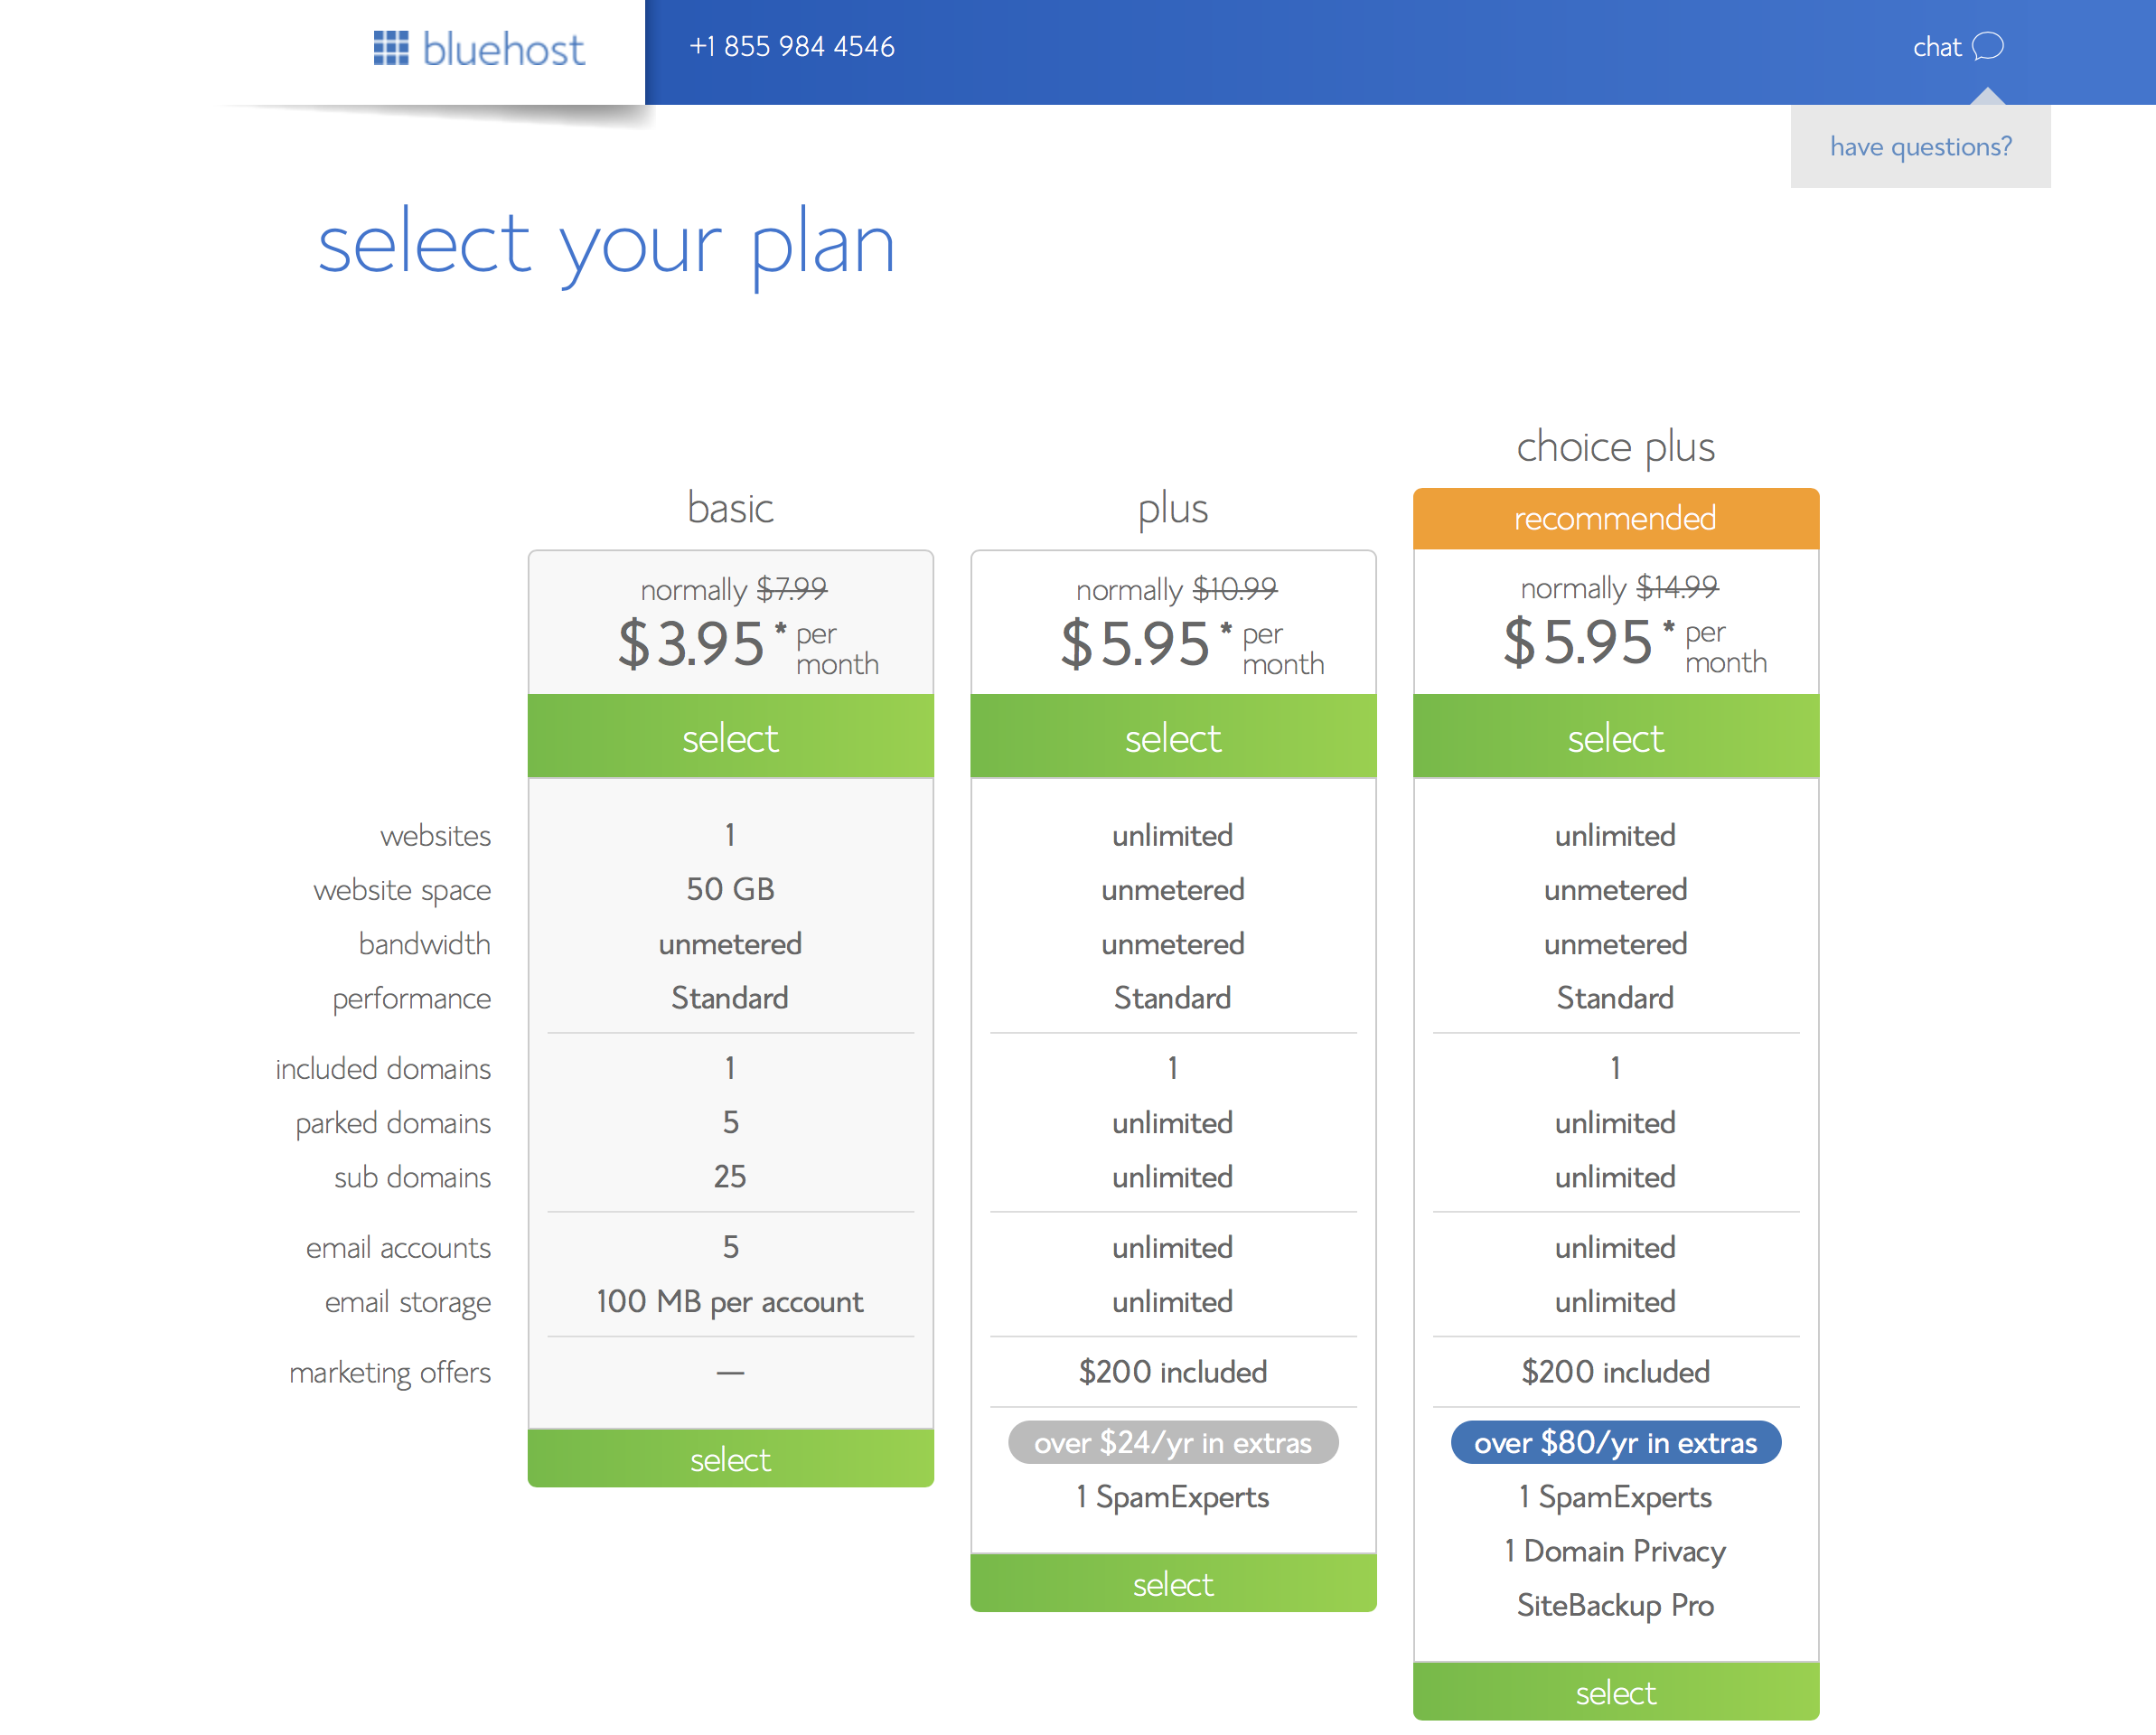 bluehost
+1 855 984 4546
chat
have questions?
select your plan
basic
plus
choice plus
recommended
normally $7.99
$3.95* per month
normally $10.99
$5.95* per month
normally $14.99
$5.95* per month
select select select
websites 1 unlimited unlimited
website space 50 GB unmetered unmetered
bandwidth unmetered unmetered unmetered
performance Standard Standard Standard
included domains 1 1 1
parked domains 5 unlimited unlimited
sub domains 25 unlimited unlimited
email accounts 5 unlimited unlimited
email storage 100 MB per account unlimited unlimited
marketing offers — $200 included $200 included
select over $24/yr in extras over $80/yr in extras
1 SpamExperts 1 SpamExperts
1 Domain Privacy
select SiteBackup Pro
select